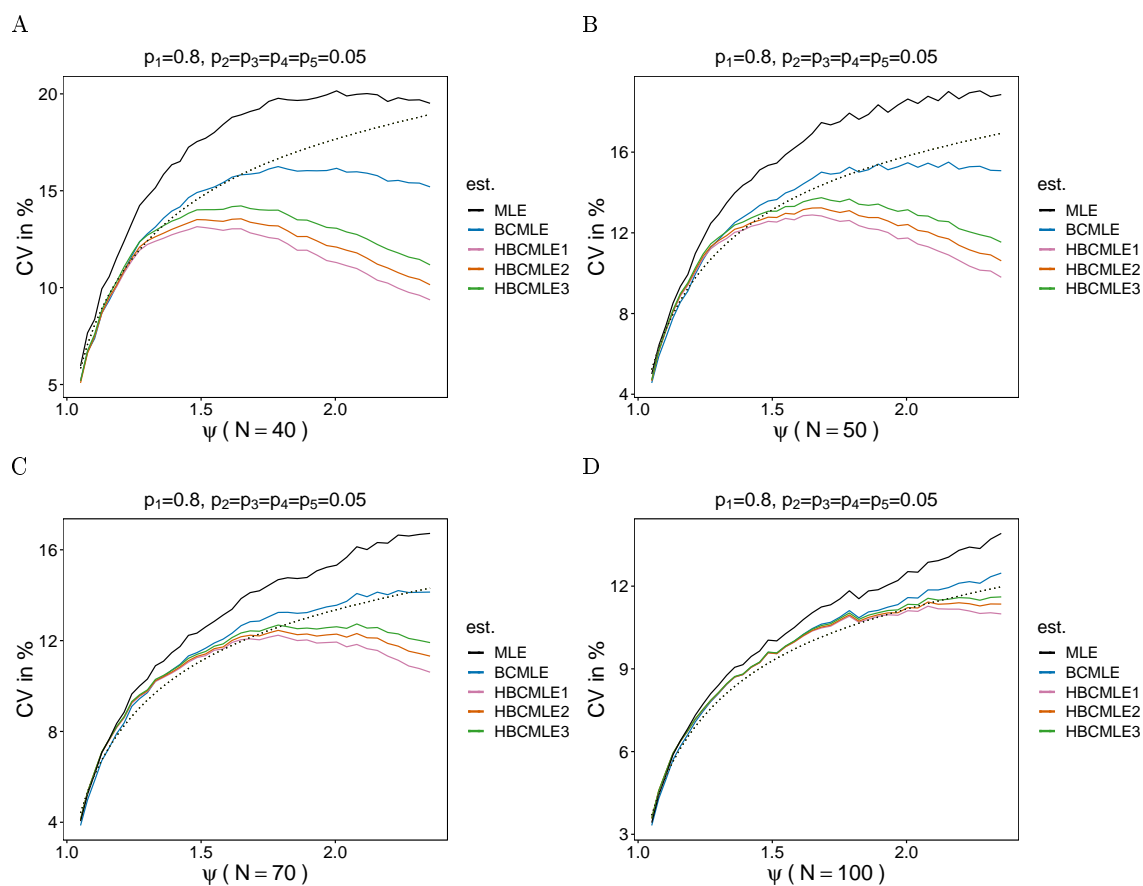 A
p₁=0.8, p₂=p₃=p₄=p₅=0.05
CV in %
20
15
10
5
1.0 1.5 2.0
ψ ( N = 40 )
est.
MLE
BCMLE
HBCMLE1
HBCMLE2
HBCMLE3
B
p₁=0.8, p₂=p₃=p₄=p₅=0.05
CV in %
16
12
8
4
1.0 1.5 2.0
ψ ( N = 50 )
est.
MLE
BCMLE
HBCMLE1
HBCMLE2
HBCMLE3
C
p₁=0.8, p₂=p₃=p₄=p₅=0.05
CV in %
16
12
8
4
1.0 1.5 2.0
ψ ( N = 70 )
est.
MLE
BCMLE
HBCMLE1
HBCMLE2
HBCMLE3
D
p₁=0.8, p₂=p₃=p₄=p₅=0.05
CV in %
12
9
6
3
1.0 1.5 2.0
ψ ( N = 100 )
est.
MLE
BCMLE
HBCMLE1
HBCMLE2
HBCMLE3